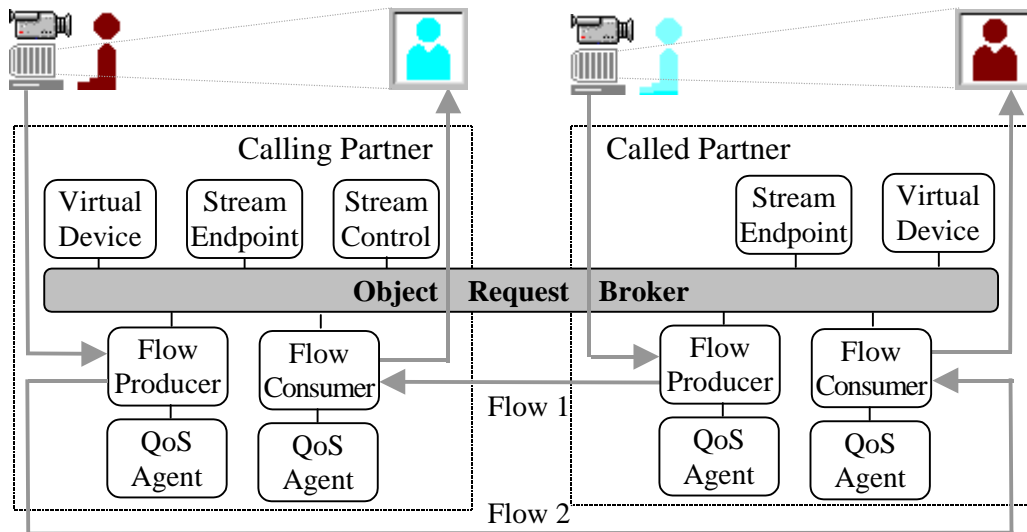 Calling Partner
Called Partner
Virtual
Device
Stream
Endpoint
Stream
Control
Stream
Endpoint
Virtual
Device
Object Request Broker
Flow
Producer
Flow
Consumer
Flow
Producer
Flow
Consumer
Flow 1
QoS
Agent
QoS
Agent
QoS
Agent
QoS
Agent
Flow 2